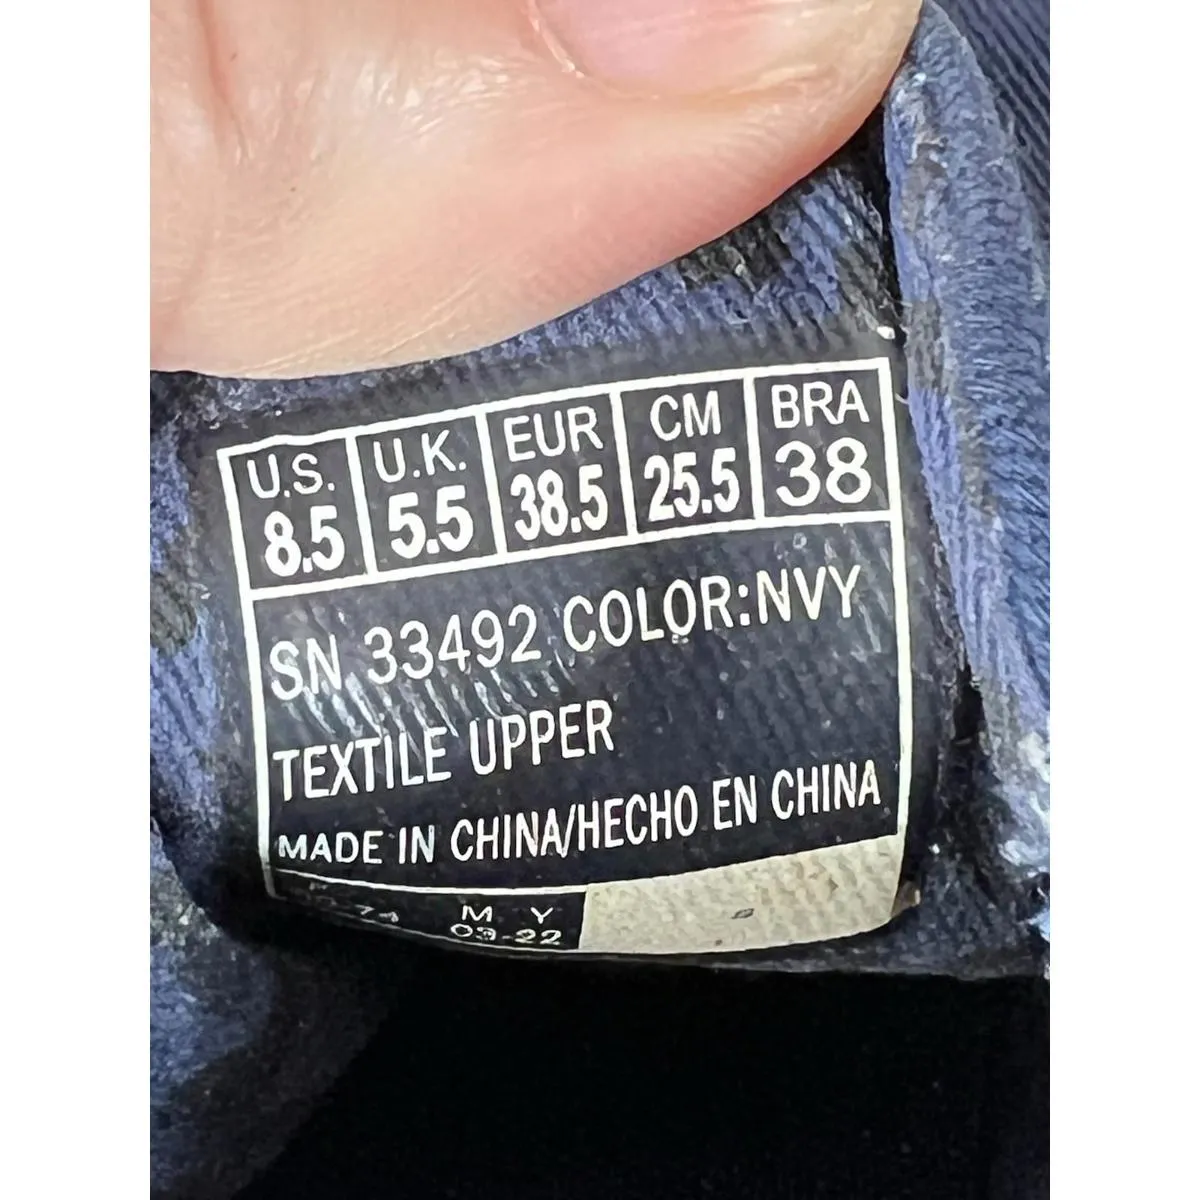 U.S. U.K. EUR CM BRA
8.5 5.5 38.5 25.5 38
SN 33492 COLOR:NVY
TEXTILE UPPER
MADE IN CHINA/HECHO EN CHINA
M Y
03-22